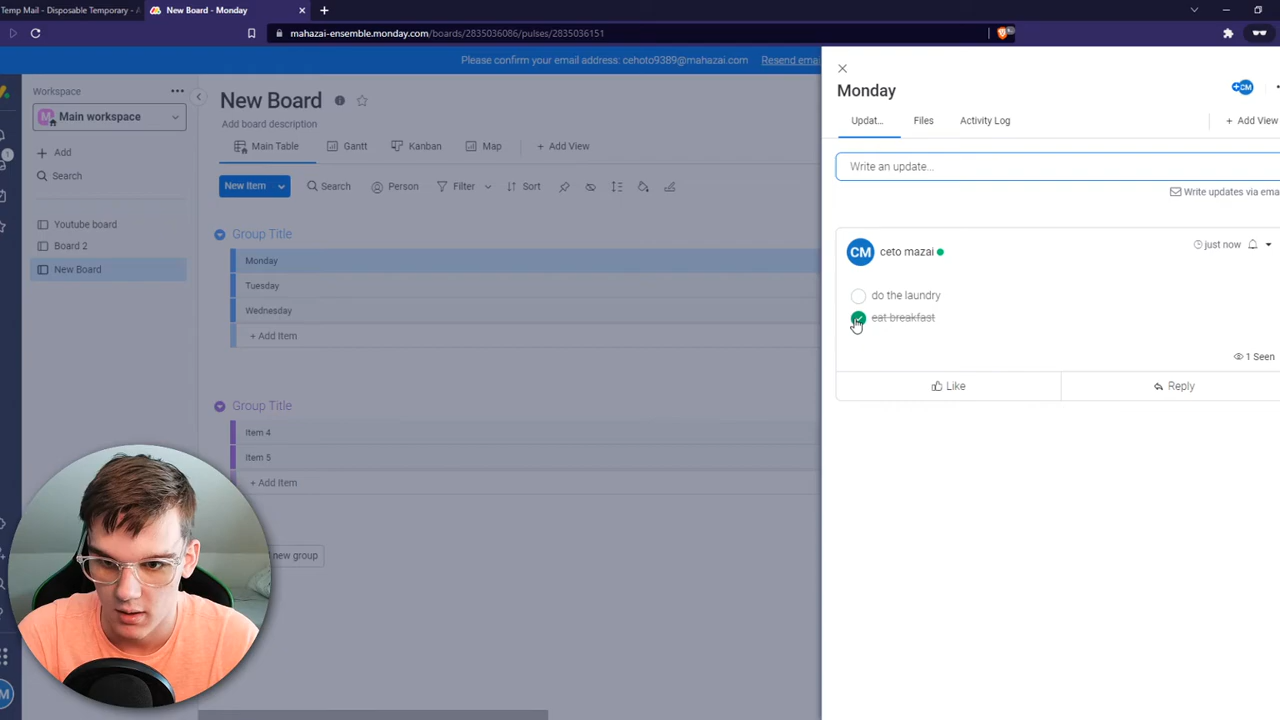 Temp Mail - Disposable Temporary - A
New Board - Monday
mahazai-ensemble.monday.com/boards/2835036086/pulses/2835036151
Please confirm your email address: cehoto9389@mahazai.com
Resend emai
Workspace
M
Main workspace
Add
Search
Youtube board
Board 2
New Board
1
M
New Board
Add board description
Main Table
Gantt
Kanban
Map
+ Add View
New Item
Search
Person
Filter
Sort
Group Title
Monday
Tuesday
Wednesday
+ Add Item
Group Title
Item 4
Item 5
+ Add Item
new group
Monday
+CM
Updat...
Files
Activity Log
+ Add View
Write an update...
Write updates via emai
CM
ceto mazai
just now
do the laundry
eat breakfast
1 Seen
Like
Reply